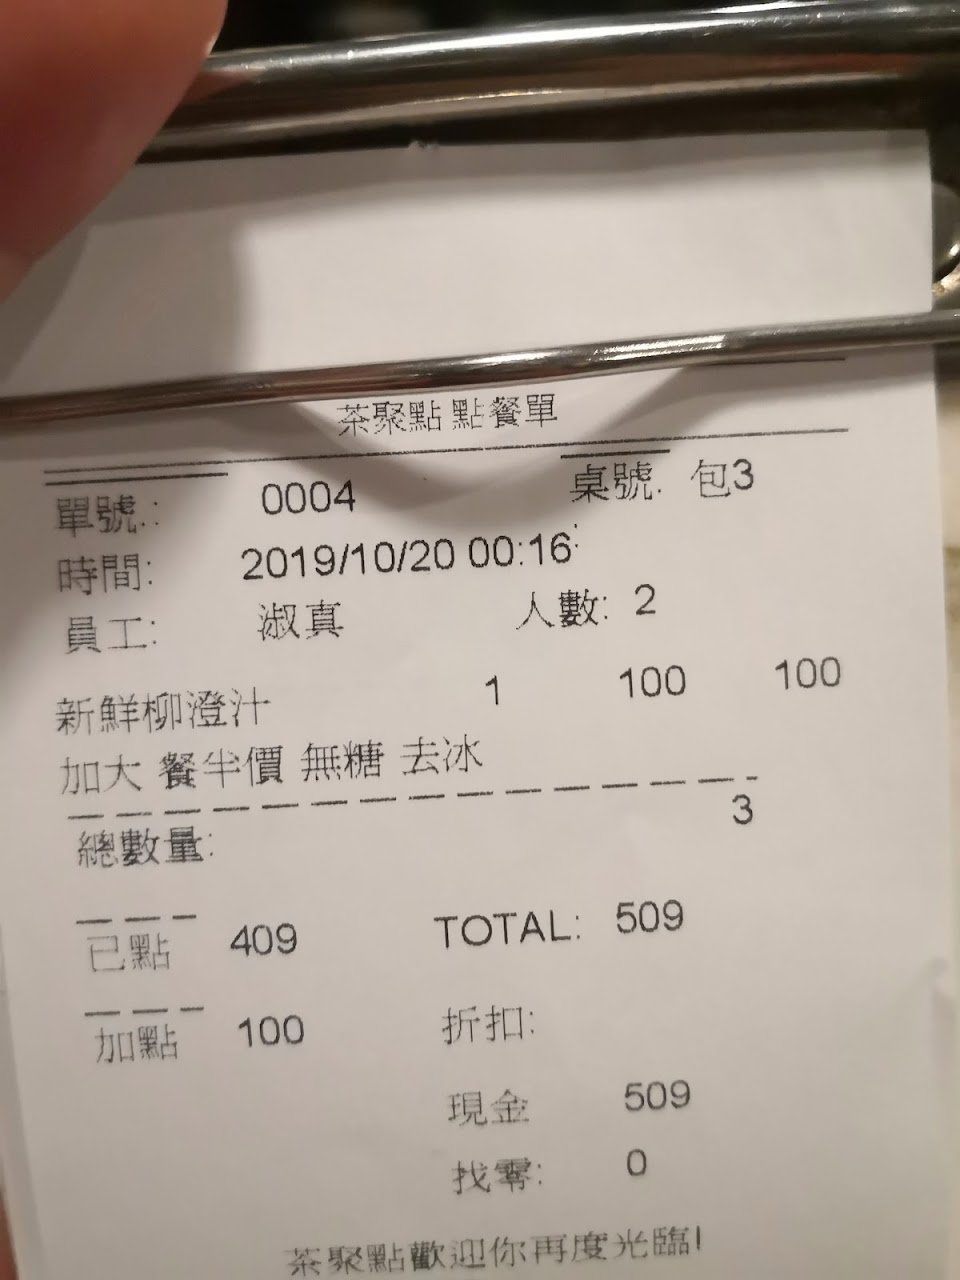 茶聚點 點餐單
單號.: 0004 桌號. 包3
時間: 2019/10/20 00:16
員工: 淑真 人數: 2
新鮮柳澄汁 1 100 100
加大 餐半價 無糖 去冰
總數量: 3
已點 409 TOTAL: 509
加點 100 折扣:
現金 509
找零: 0
茶聚點歡迎你再度光臨!